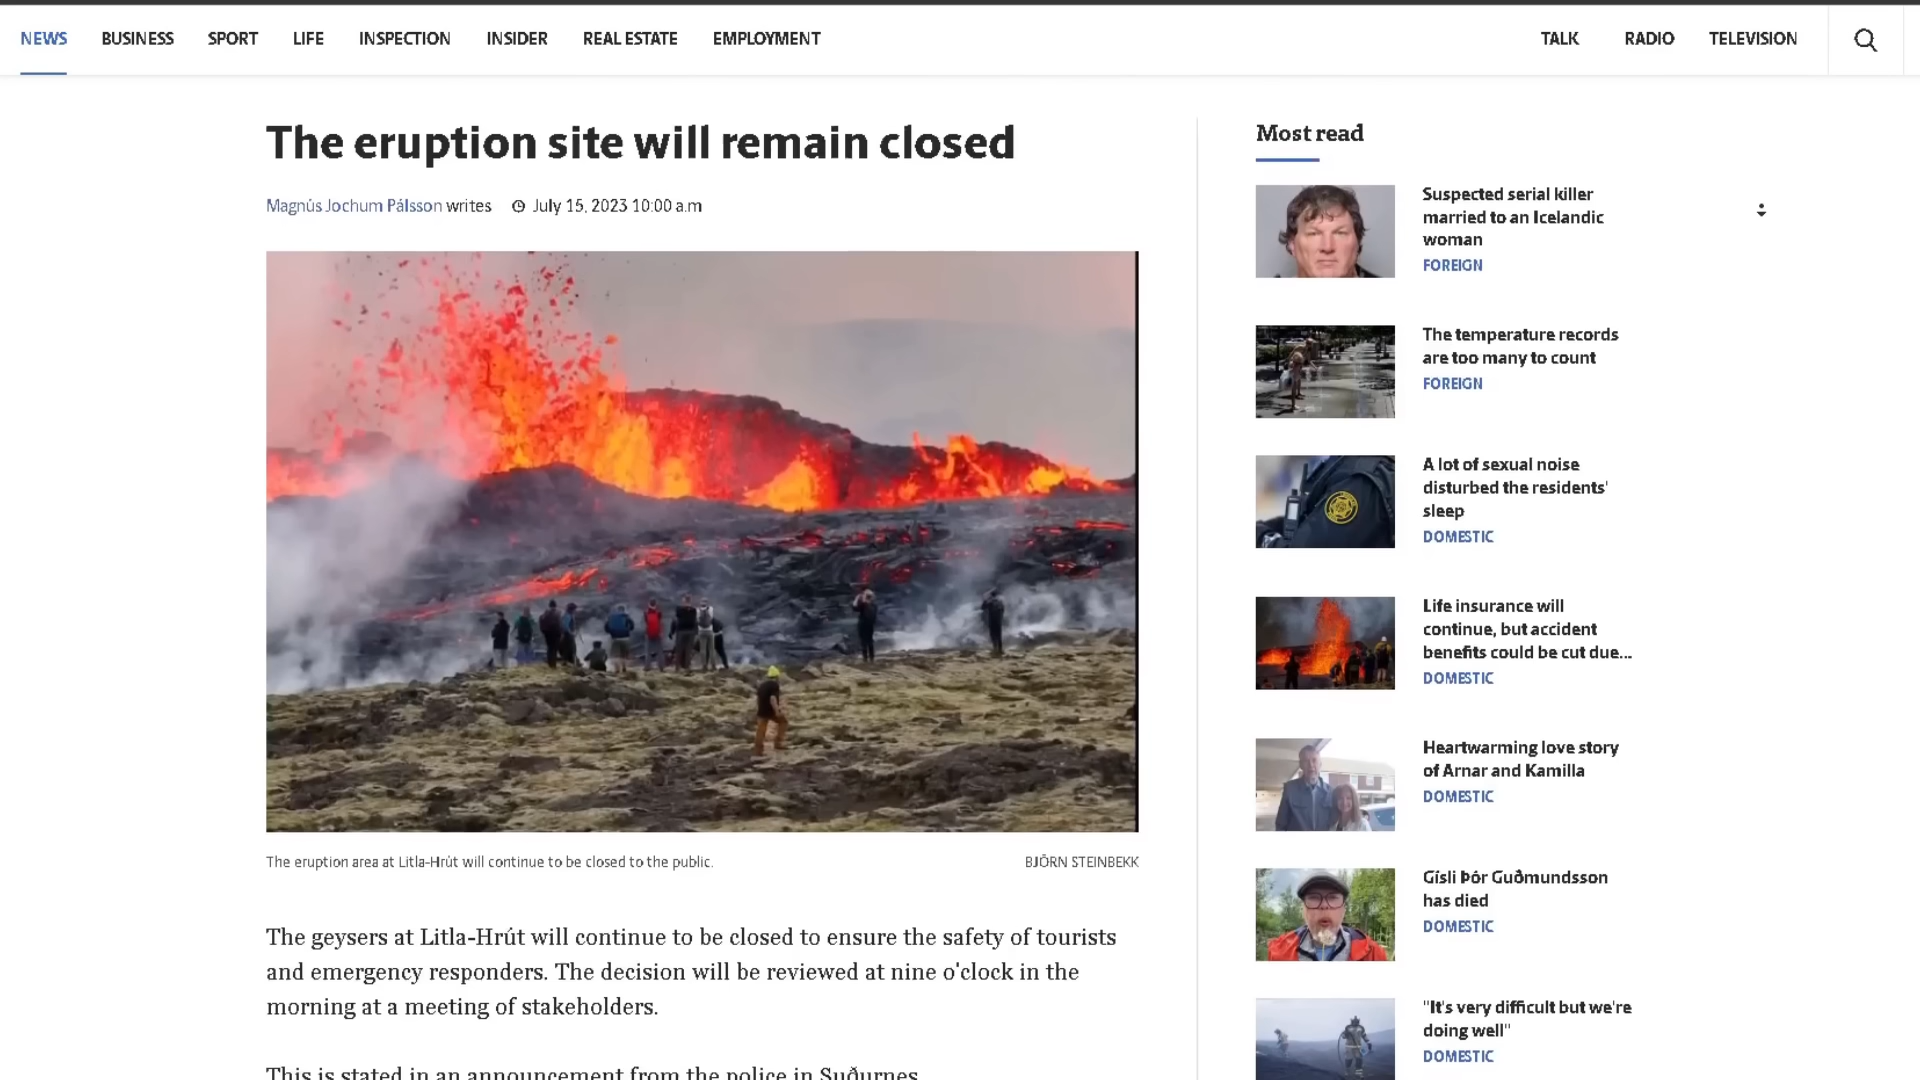 NEWS BUSINESS SPORT LIFE INSPECTION INSIDER REAL ESTATE EMPLOYMENT TALK RADIO TELEVISION
The eruption site will remain closed
Magnús Jochum Pálsson writes July 15, 2023 10:00 a.m
The eruption area at Litla-Hrút will continue to be closed to the public. BJÖRN STEINBEKK
The geysers at Litla-Hrút will continue to be closed to ensure the safety of tourists
and emergency responders. The decision will be reviewed at nine o'clock in the
morning at a meeting of stakeholders.
This is stated in an announcement from the police in Suðurnes.
Most read
Suspected serial killer
married to an Icelandic
woman
FOREIGN
The temperature records
are too many to count
FOREIGN
A lot of sexual noise
disturbed the residents'
sleep
DOMESTIC
Life insurance will
continue, but accident
benefits could be cut due...
DOMESTIC
Heartwarming love story
of Arnar and Kamilla
DOMESTIC
Gísli Þór Guðmundsson
has died
DOMESTIC
"It's very difficult but we're
doing well"
DOMESTIC